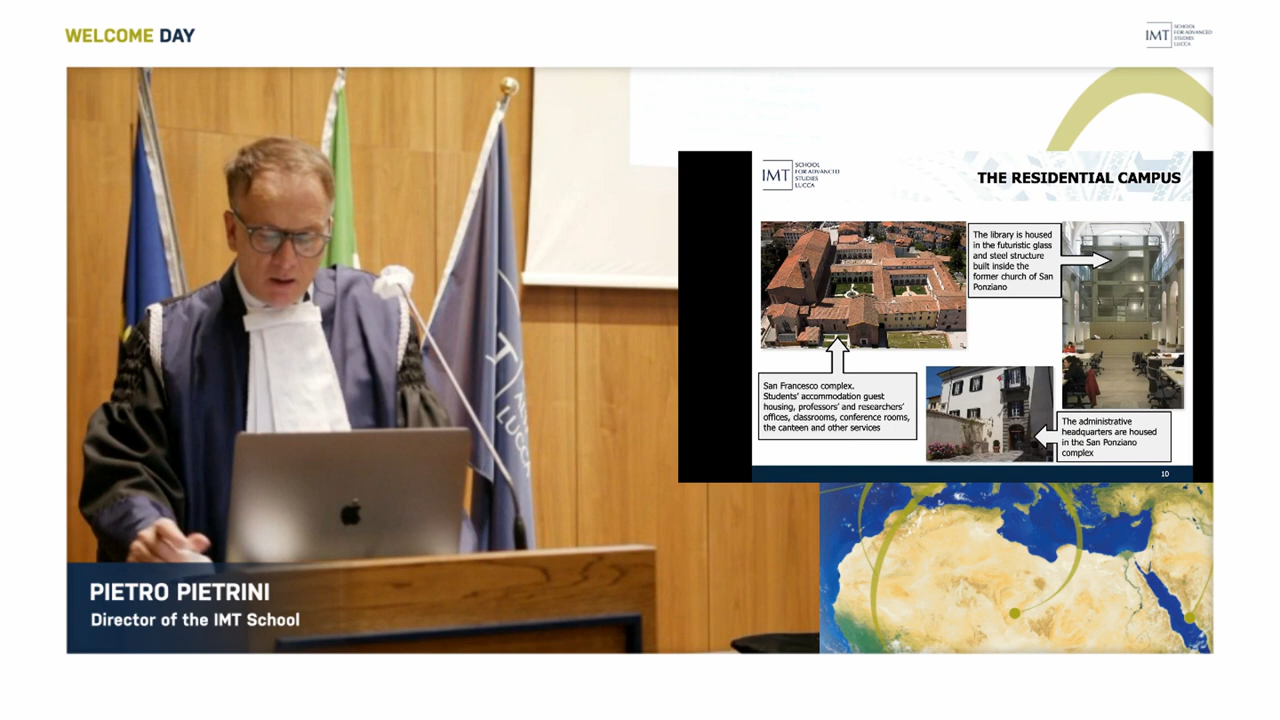 WELCOME DAY
IMT
SCHOOL
FOR ADVANCED
STUDIES
LUCCA
IMT
SCHOOL
FOR ADVANCED
STUDIES
LUCCA
THE RESIDENTIAL CAMPUS
The library is housed
in the futuristic glass
and steel structure
built inside the
former church of San
Ponziano
San Francesco complex.
Students' accommodation guest
housing, professors' and researchers'
offices, classrooms, conference rooms,
the canteen and other services
The administrative
headquarters are housed
in the San Ponziano
complex
10
LUCCA
PIETRO PIETRINI
Director of the IMT School